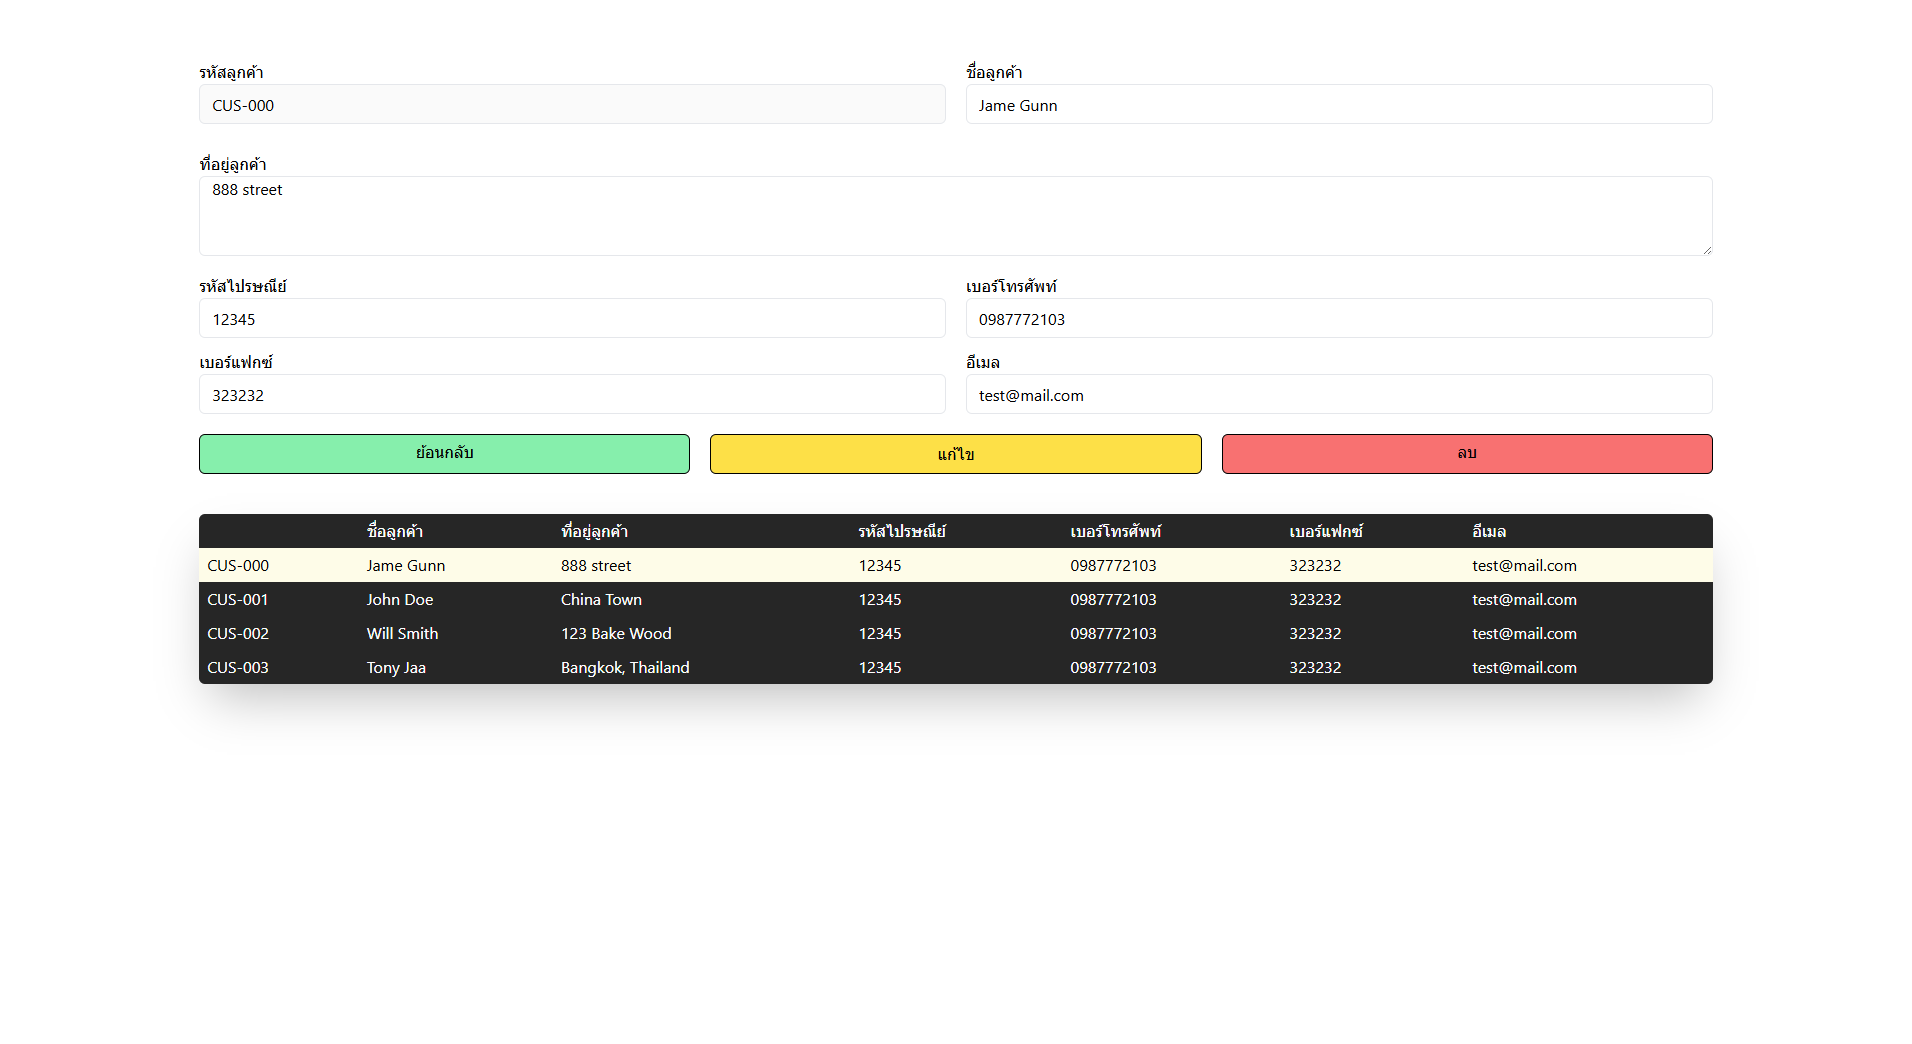 รหัสลูกค้า ชื่อลูกค้า
CUS-000 Jame Gunn
ที่อยู่ลูกค้า
888 street
รหัสไปรษณีย์ เบอร์โทรศัพท์
12345 0987772103
เบอร์แฟกซ์ อีเมล
323232 test@mail.com
ย้อนกลับ แก้ไข ลบ
ชื่อลูกค้า ที่อยู่ลูกค้า รหัสไปรษณีย์ เบอร์โทรศัพท์ เบอร์แฟกซ์ อีเมล
CUS-000 Jame Gunn 888 street 12345 0987772103 323232 test@mail.com
CUS-001 John Doe China Town 12345 0987772103 323232 test@mail.com
CUS-002 Will Smith 123 Bake Wood 12345 0987772103 323232 test@mail.com
CUS-003 Tony Jaa Bangkok, Thailand 12345 0987772103 323232 test@mail.com